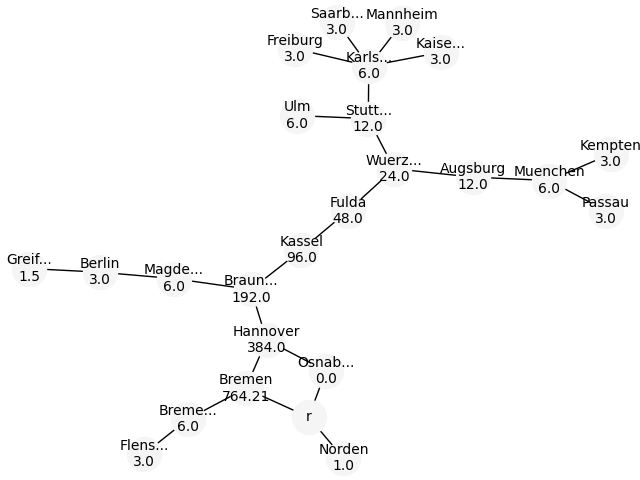 Saarb...
3.0
Mannheim
3.0
Freiburg
3.0
Kaise...
3.0
Karls...
6.0
Ulm
6.0
Stutt...
12.0
Kempten
3.0
Wuerz...
24.0
Augsburg
12.0
Muenchen
6.0
Passau
3.0
Fulda
48.0
Kassel
96.0
Greif...
1.5
Berlin
3.0
Magde...
6.0
Braun...
192.0
Hannover
384.0
Osnab...
0.0
Bremen
764.21
Breme...
6.0
r
Flens...
3.0
Norden
1.0